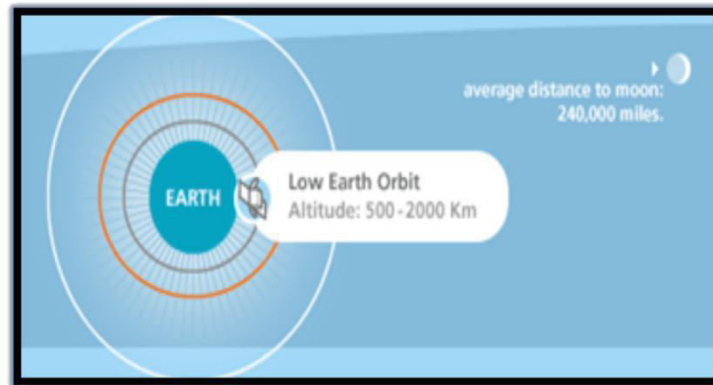 average distance to moon:
240,000 miles.
EARTH
Low Earth Orbit
Altitude: 500-2000 Km